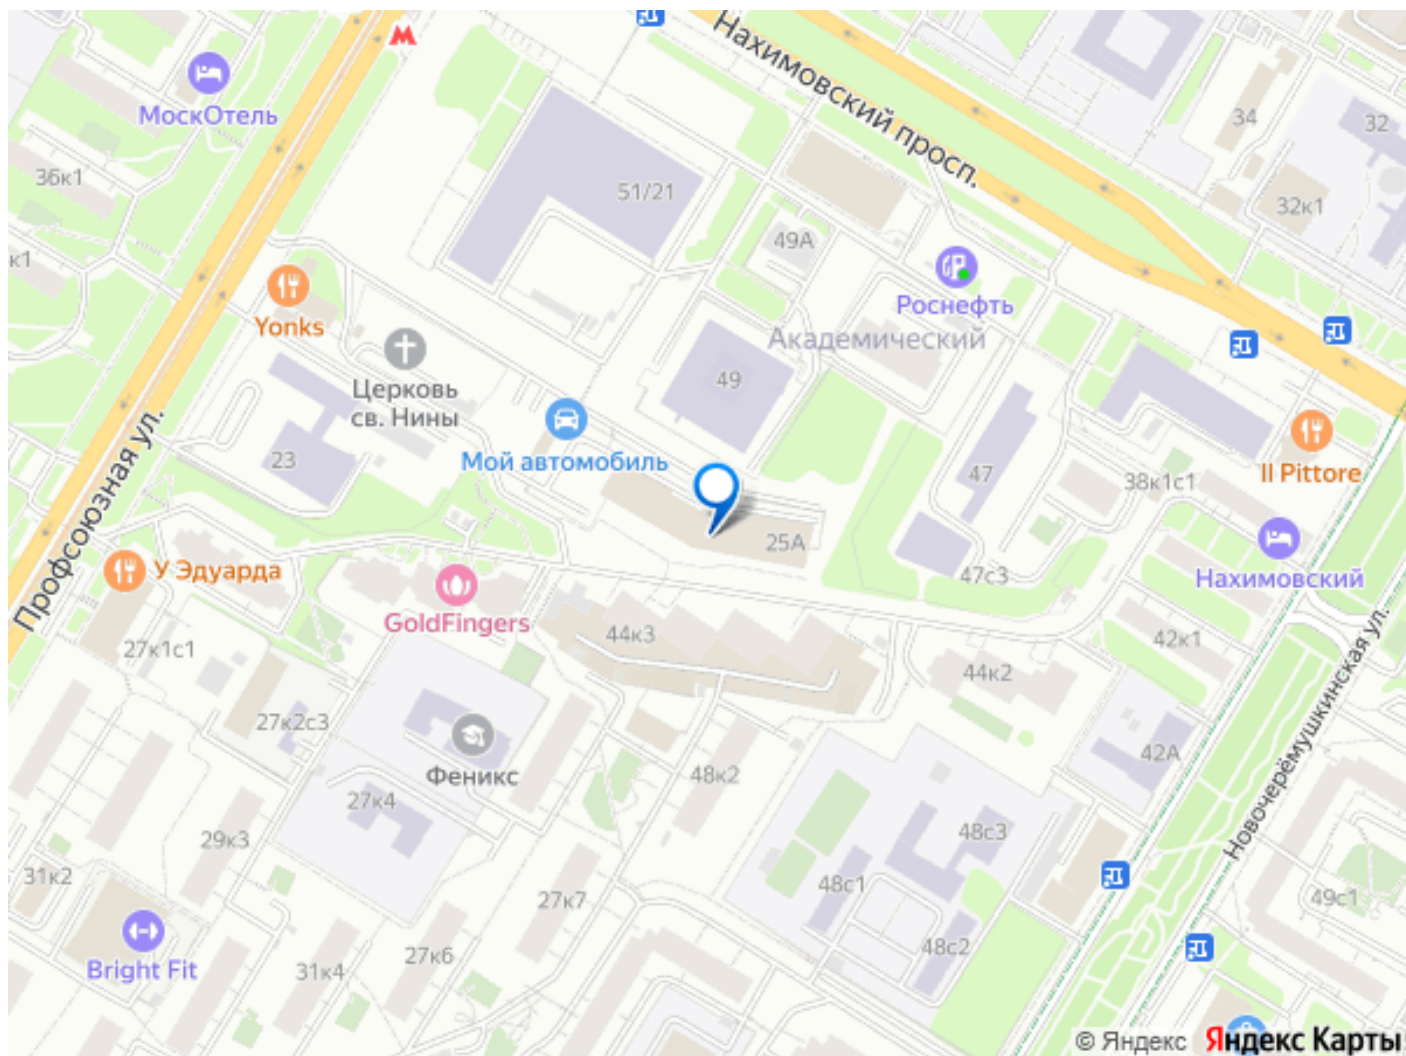 Нахимовский просп.
МоскОтель
34
32
36к1
51/21
32к1
49А
к1
Роснефть
Yonks
Академический
Церковь
св. Нины
49
Профсоюзная ул.
23
Мой автомобиль
47
38к1с1
Il Pittore
25А
У Эдуарда
47с3
Нахимовский
GoldFingers
44к3
42к1
27к1с1
44к2
27к2с3
42А
Новочерёмушкинская ул.
Феникс
48к2
27к4
29к3
48с3
31к2
48с1
49с1
27к7
27к6
48с2
Bright Fit
31к4
© Яндекс Яндекс Карты